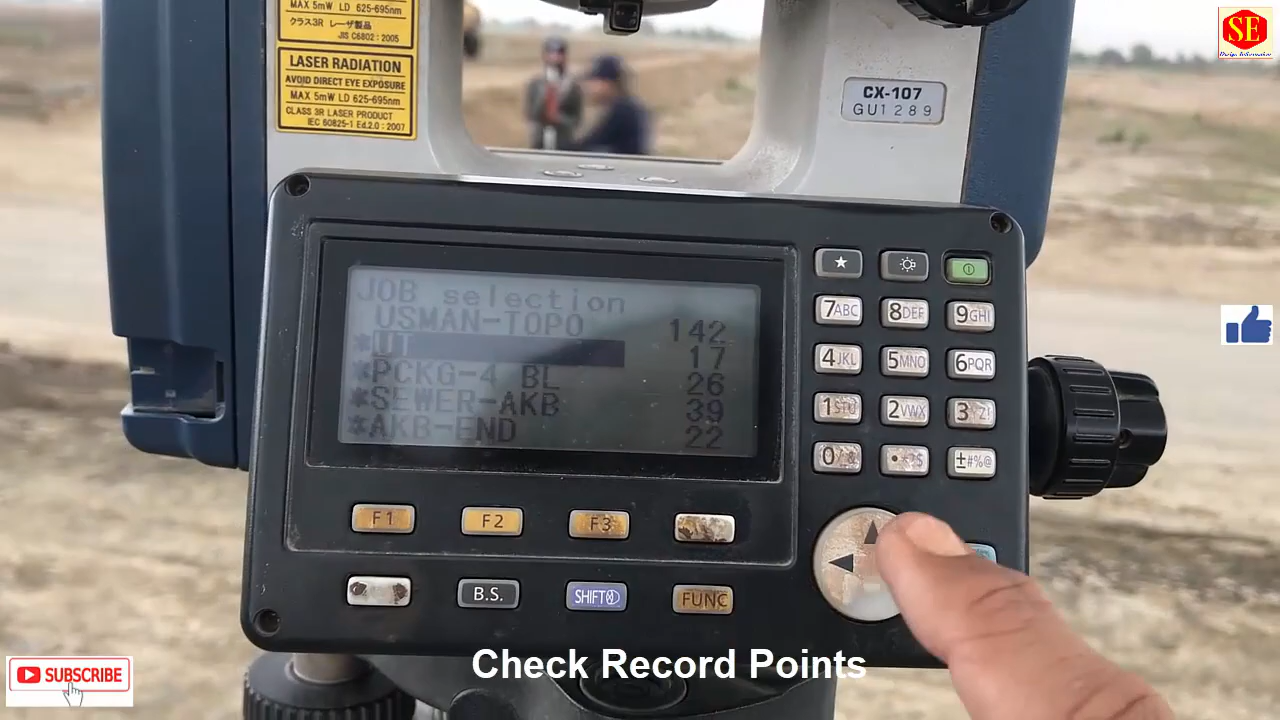 MAX 5mW LD 625-695nm
クラス3R レーザ製品
JIS C6802 : 2005
LASER RADIATION
AVOID DIRECT EYE EXPOSURE
MAX 5mW LD 625-695nm
CLASS 3R LASER PRODUCT
IEC 60825-1 Ed.2.0 : 2007
SE
Design Information
CX-107
GU1289
JOB selection
USMAN-TOPO 142
*UT 17
*PCKG-4 BL 26
*SEWER-AKB 39
*AKB-END 22
7ABC 8DEF 9GHI
4JKL 5MNO 6PQR
1STU 2VWX 3YZ!
0/& •*?$ ±#%@
F1 F2 F3
B.S. SHIFT FUNC
Check Record Points
SUBSCRIBE